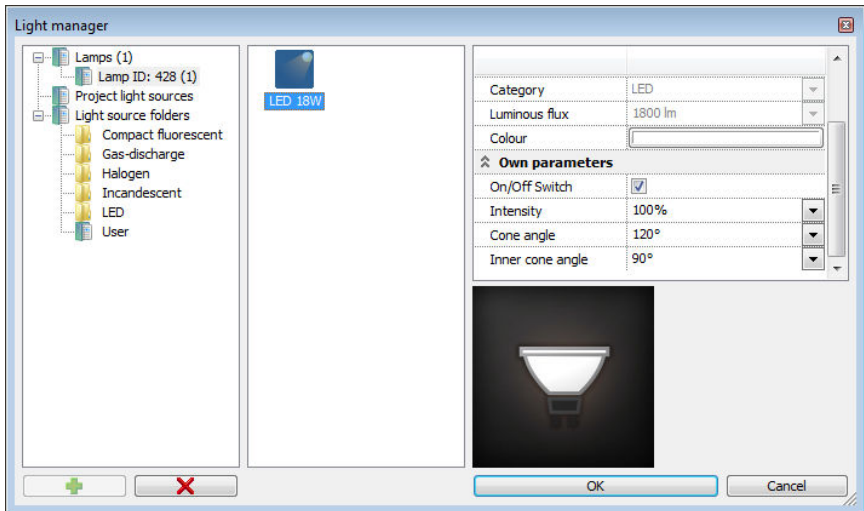 Light manager
Lamps (1)
Lamp ID: 428 (1)
Project light sources
Light source folders
Compact fluorescent
Gas-discharge
Halogen
Incandescent
LED
User
LED 18W
Category LED
Luminous flux 1800 lm
Colour
Own parameters
On/Off Switch
Intensity 100%
Cone angle 120°
Inner cone angle 90°
OK
Cancel